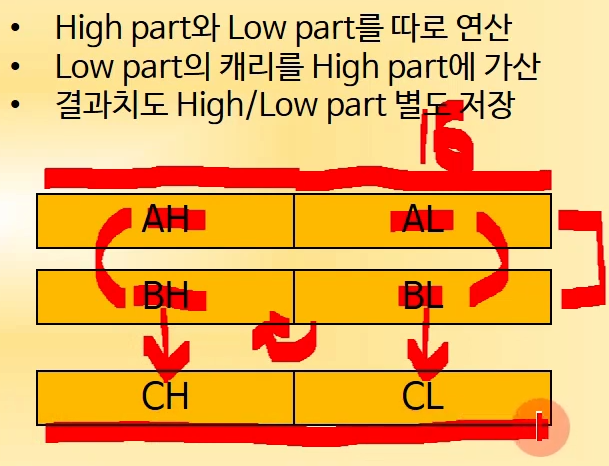 • High part와 Low part를 따로 연산
• Low part의 캐리를 High part에 가산
• 결과치도 High/Low part 별도 저장
16
AH AL
BH BL
CH CL